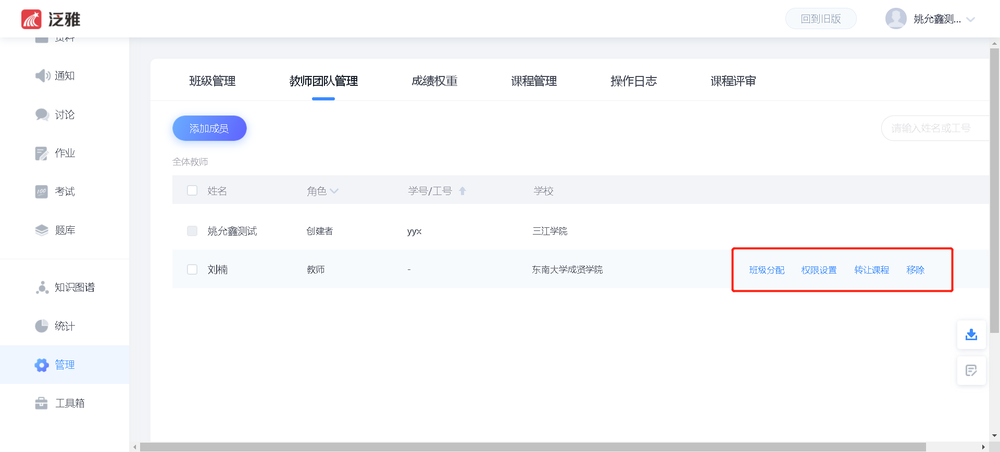 泛雅
回到旧版
姚允鑫测...
资料
通知
讨论
作业
100
考试
题库
知识图谱
统计
管理
工具箱
班级管理 教师团队管理 成绩权重 课程管理 操作日志 课程评审
添加成员
请输入姓名或工号
全体教师
姓名 角色 学号/工号 学校
姚允鑫测试 创建者 yyx 三江学院
刘楠 教师 - 东南大学成贤学院 班级分配 权限设置 转让课程 移除